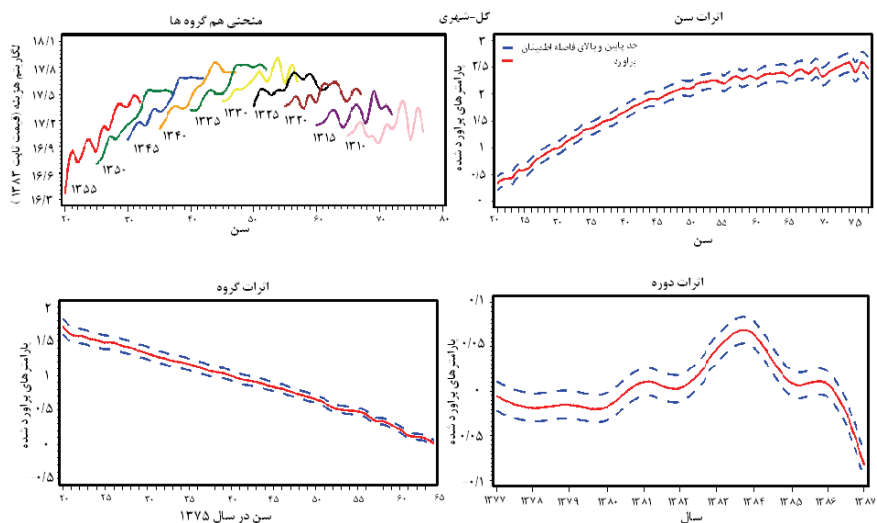 کل-شهری
منحنی هم گروه ها
لگاریتم هزینه (قیمت ثابت ۱۳۸۳)
۱۸/۱
۱۷/۸
۱۷/۵
۱۷/۲
۱۶/۹
۱۶/۶
۱۶/۳
۱۳۵۵
۱۳۵۰
۱۳۴۵
۱۳۴۰
۱۳۳۵
۱۳۳۰
۱۳۲۵
۱۳۲۰
۱۳۱۵
۱۳۱۰
۲۰ ۳۰ ۴۰ ۵۰ ۶۰ ۷۰ ۸۰
سن
اثرات سن
حد پایین و بالای فاصله اطمینان
براورد
پارامترهای براورد شده
۳
۲/۵
۲
۱/۵
۱
۰/۵
۰
۲۰ ۲۵ ۳۰ ۳۵ ۴۰ ۴۵ ۵۰ ۵۵ ۶۰ ۶۵ ۷۰ ۷۵
سن
اثرات گروه
پارامترهای براورد شده
۲
۱/۵
۱
۰/۵
۰
-۰/۵
۲۰ ۲۵ ۳۰ ۳۵ ۴۰ ۴۵ ۵۰ ۵۵ ۶۰ ۶۵
سن در سال ۱۳۷۵
اثرات دوره
پارامترهای براورد شده
۰/۱
۰/۰۵
۰
-۰/۰۵
-۰/۱
۱۳۷۷ ۱۳۷۸ ۱۳۷۹ ۱۳۸۰ ۱۳۸۱ ۱۳۸۲ ۱۳۸۳ ۱۳۸۴ ۱۳۸۵ ۱۳۸۶ ۱۳۸۷
سال